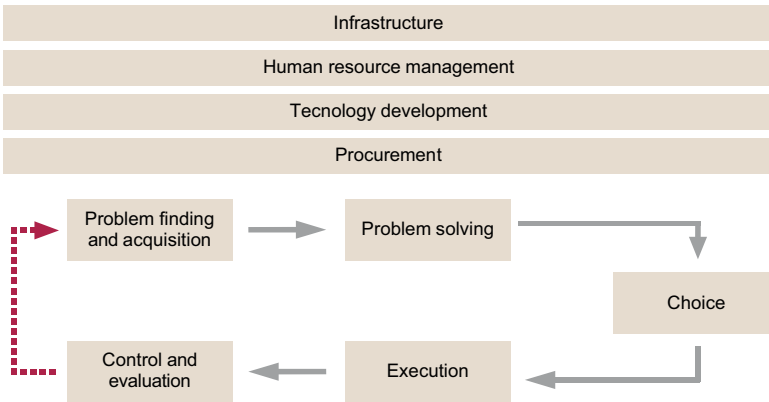 Infrastructure
Human resource management
Tecnology development
Procurement
Problem finding
and acquisition
Problem solving
Choice
Control and
evaluation
Execution